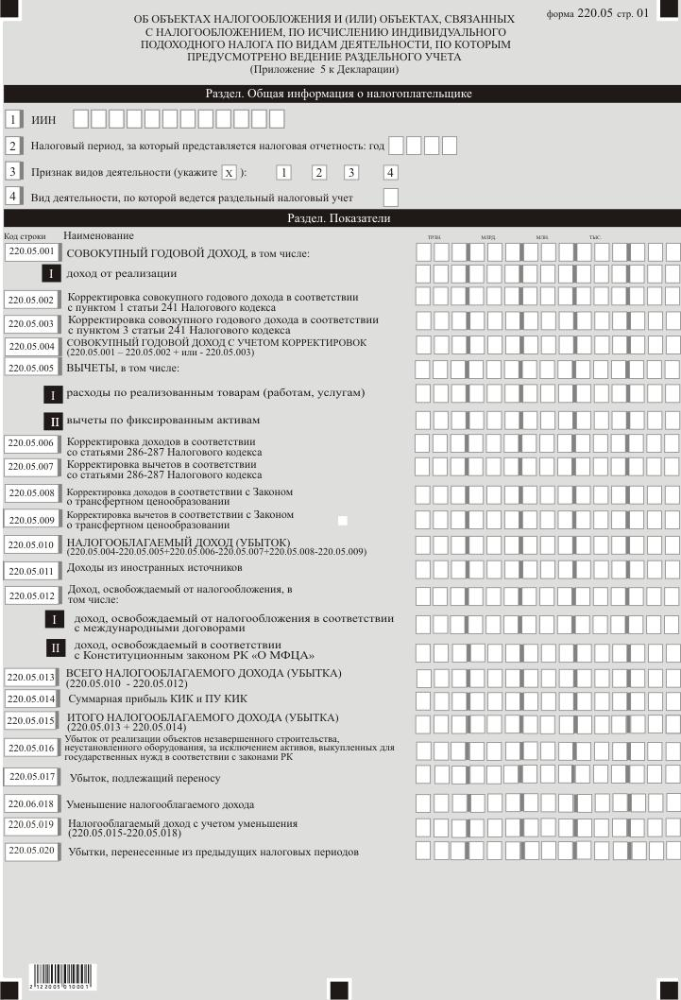 ОБ ОБЪЕКТАХ НАЛОГООБЛОЖЕНИЯ И (ИЛИ) ОБЪЕКТАХ, СВЯЗАННЫХ
форма 220.05 стр. 01
С НАЛОГООБЛОЖЕНИЕМ, ПО ИСЧИСЛЕНИЮ ИНДИВИДУАЛЬНОГО
ПОДОХОДНОГО НАЛОГА ПО ВИДАМ ДЕЯТЕЛЬНОСТИ, ПО КОТОРЫМ
ПРЕДУСМОТРЕНО ВЕДЕНИЕ РАЗДЕЛЬНОГО УЧЕТА
(Приложение 5 к Декларации)
Раздел. Общая информация о налогоплательщике
1 ИИН
2 Налоговый период, за который представляется налоговая отчетность: год
3 Признак видов деятельности (укажите X ): 1 2 3 4
4 Вид деятельности, по которой ведется раздельный налоговый учет
Раздел. Показатели
Код строки Наименование ТРЛН. МЛРД. МЛН. ТЫС.
220.05.001 СОВОКУПНЫЙ ГОДОВОЙ ДОХОД, в том числе:
I доход от реализации
220.05.002 Корректировка совокупного годового дохода в соответствии
с пунктом 1 статьи 241 Налогового кодекса
220.05.003 Корректировка совокупного годового дохода в соответствии
с пунктом 3 статьи 241 Налогового кодекса
220.05.004 СОВОКУПНЫЙ ГОДОВОЙ ДОХОД С УЧЕТОМ КОРРЕКТИРОВОК
(220.05.001 – 220.05.002 + или - 220.05.003)
220.05.005 ВЫЧЕТЫ, в том числе:
I расходы по реализованным товарам (работам, услугам)
II вычеты по фиксированным активам
220.05.006 Корректировка доходов в соответствии
со статьями 286-287 Налогового кодекса
220.05.007 Корректировка вычетов в соответствии
со статьями 286-287 Налогового кодекса
220.05.008 Корректировка доходов в соответствии с Законом
о трансфертном ценообразовании
220.05.009 Корректировка вычетов в соответствии с Законом
о трансфертном ценообразовании
220.05.010 НАЛОГООБЛАГАЕМЫЙ ДОХОД (УБЫТОК)
(220.05.004-220.05.005+220.05.006-220.05.007+220.05.008-220.05.009)
220.05.011 Доходы из иностранных источников
220.05.012 Доход, освобождаемый от налогообложения, в
том числе:
I доход, освобождаемый от налогообложения в соответствии
с международными договорами
II доход, освобождаемый в соответствии
с Конституционным законом РК «О МФЦА»
220.05.013 ВСЕГО НАЛОГООБЛАГАЕМОГО ДОХОДА (УБЫТКА)
(220.05.010 - 220.05.012)
220.05.014 Суммарная прибыль КИК и ПУ КИК
220.05.015 ИТОГО НАЛОГООБЛАГАЕМОГО ДОХОДА (УБЫТКА)
(220.05.013 + 220.05.014)
220.05.016 Убыток от реализации объектов незавершенного строительства,
неустановленного оборудования, за исключением активов, выкупленных для
государственных нужд в соответствии с законами РК
220.05.017 Убыток, подлежащий переносу
220.06.018 Уменьшение налогооблагаемого дохода
220.05.019 Налогооблагаемый доход с учетом уменьшения
(220.05.015-220.05.018)
220.05.020 Убытки, перенесенные из предыдущих налоговых периодов
2 122005 010001